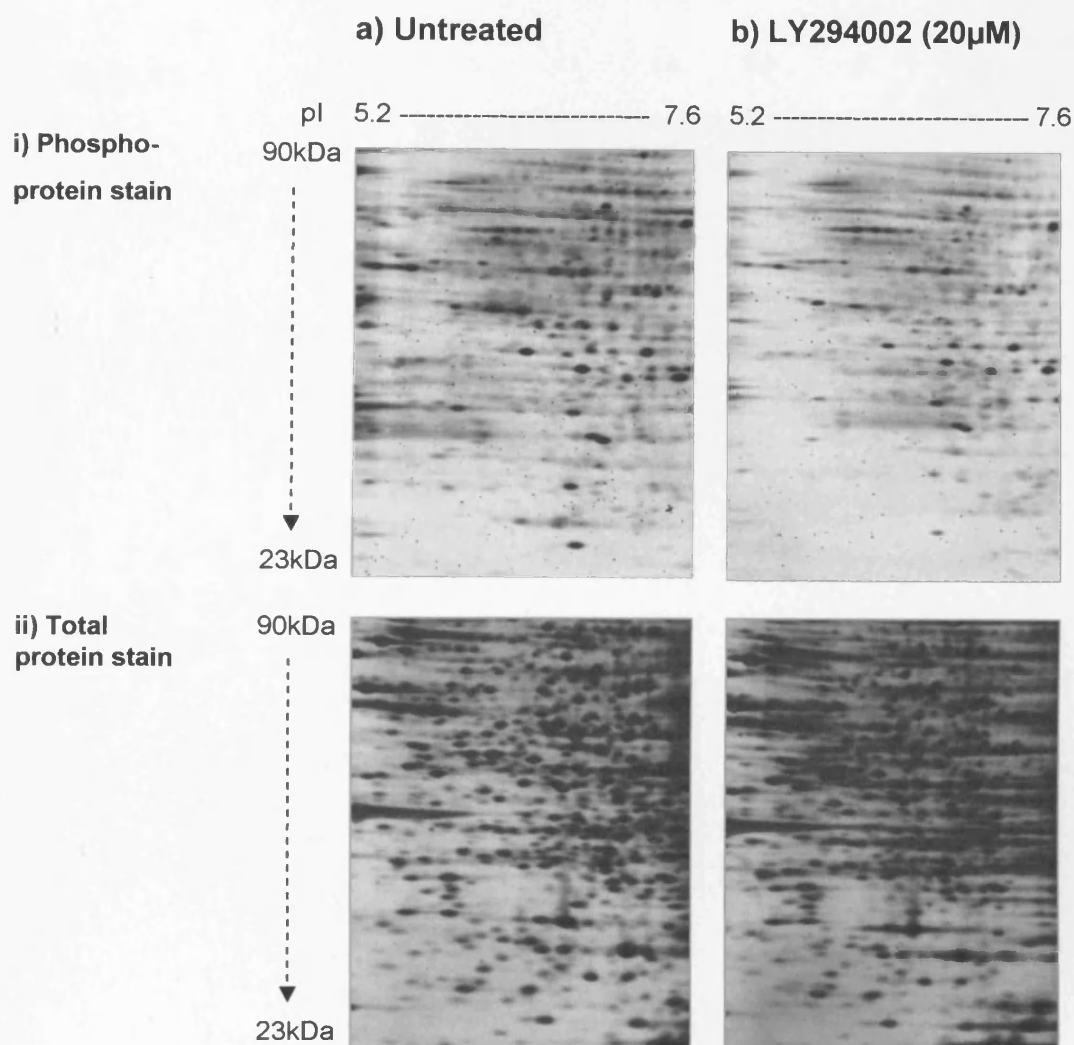 a) Untreated
b) LY294002 (20µM)
pI 5.2 7.6 5.2 7.6
i) Phospho-
protein stain
90kDa
23kDa
ii) Total
protein stain
90kDa
23kDa